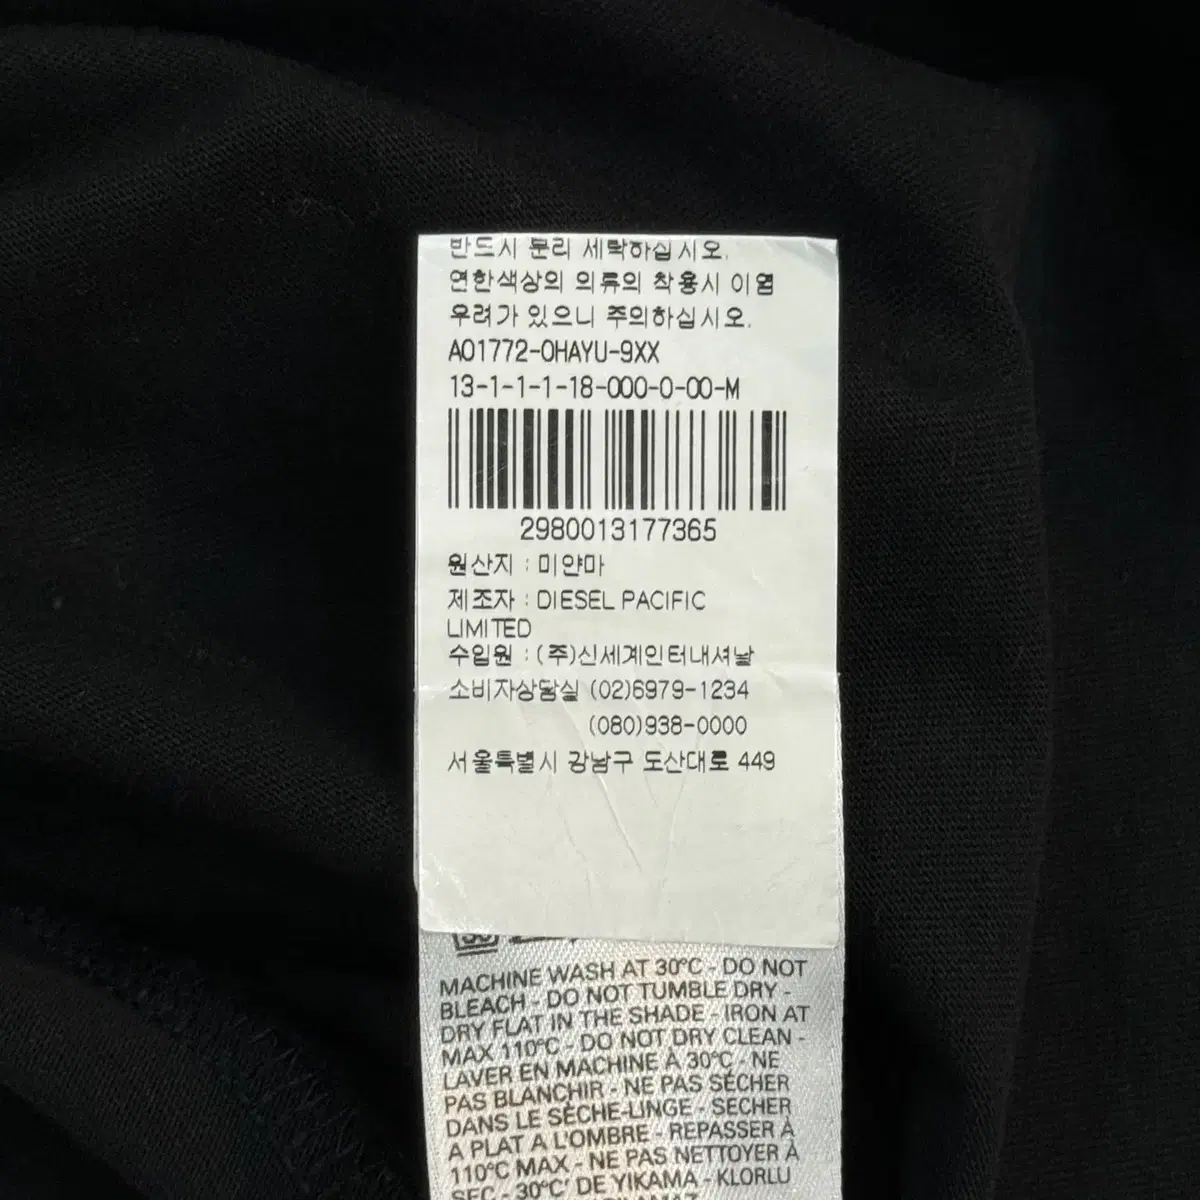 반드시 분리 세탁하십시오.
연한색상의 의류의 착용시 이염
우려가 있으니 주의하십시오.
A01772-0HAYU-9XX
13-1-1-1-18-000-0-00-M
2980013177365
원산지 : 미얀마
제조자 : DIESEL PACIFIC
LIMITED
수입원 : (주)신세계인터내셔날
소비자상담실 (02)6979-1234
(080)938-0000
서울특별시 강남구 도산대로 449
MACHINE WASH AT 30°C - DO NOT
BLEACH - DO NOT TUMBLE DRY -
DRY FLAT IN THE SHADE - IRON AT
MAX 110°C - DO NOT DRY CLEAN -
LAVER EN MACHINE À 30°C - NE
PAS BLANCHIR - NE PAS SÉCHER
DANS LE SÈCHE-LINGE - SECHER
A PLAT A L'OMBRE - REPASSER À
110°C MAX - NE PAS NETTOYER À
SEC - 30°C' DE YIKAMA - KLORLU